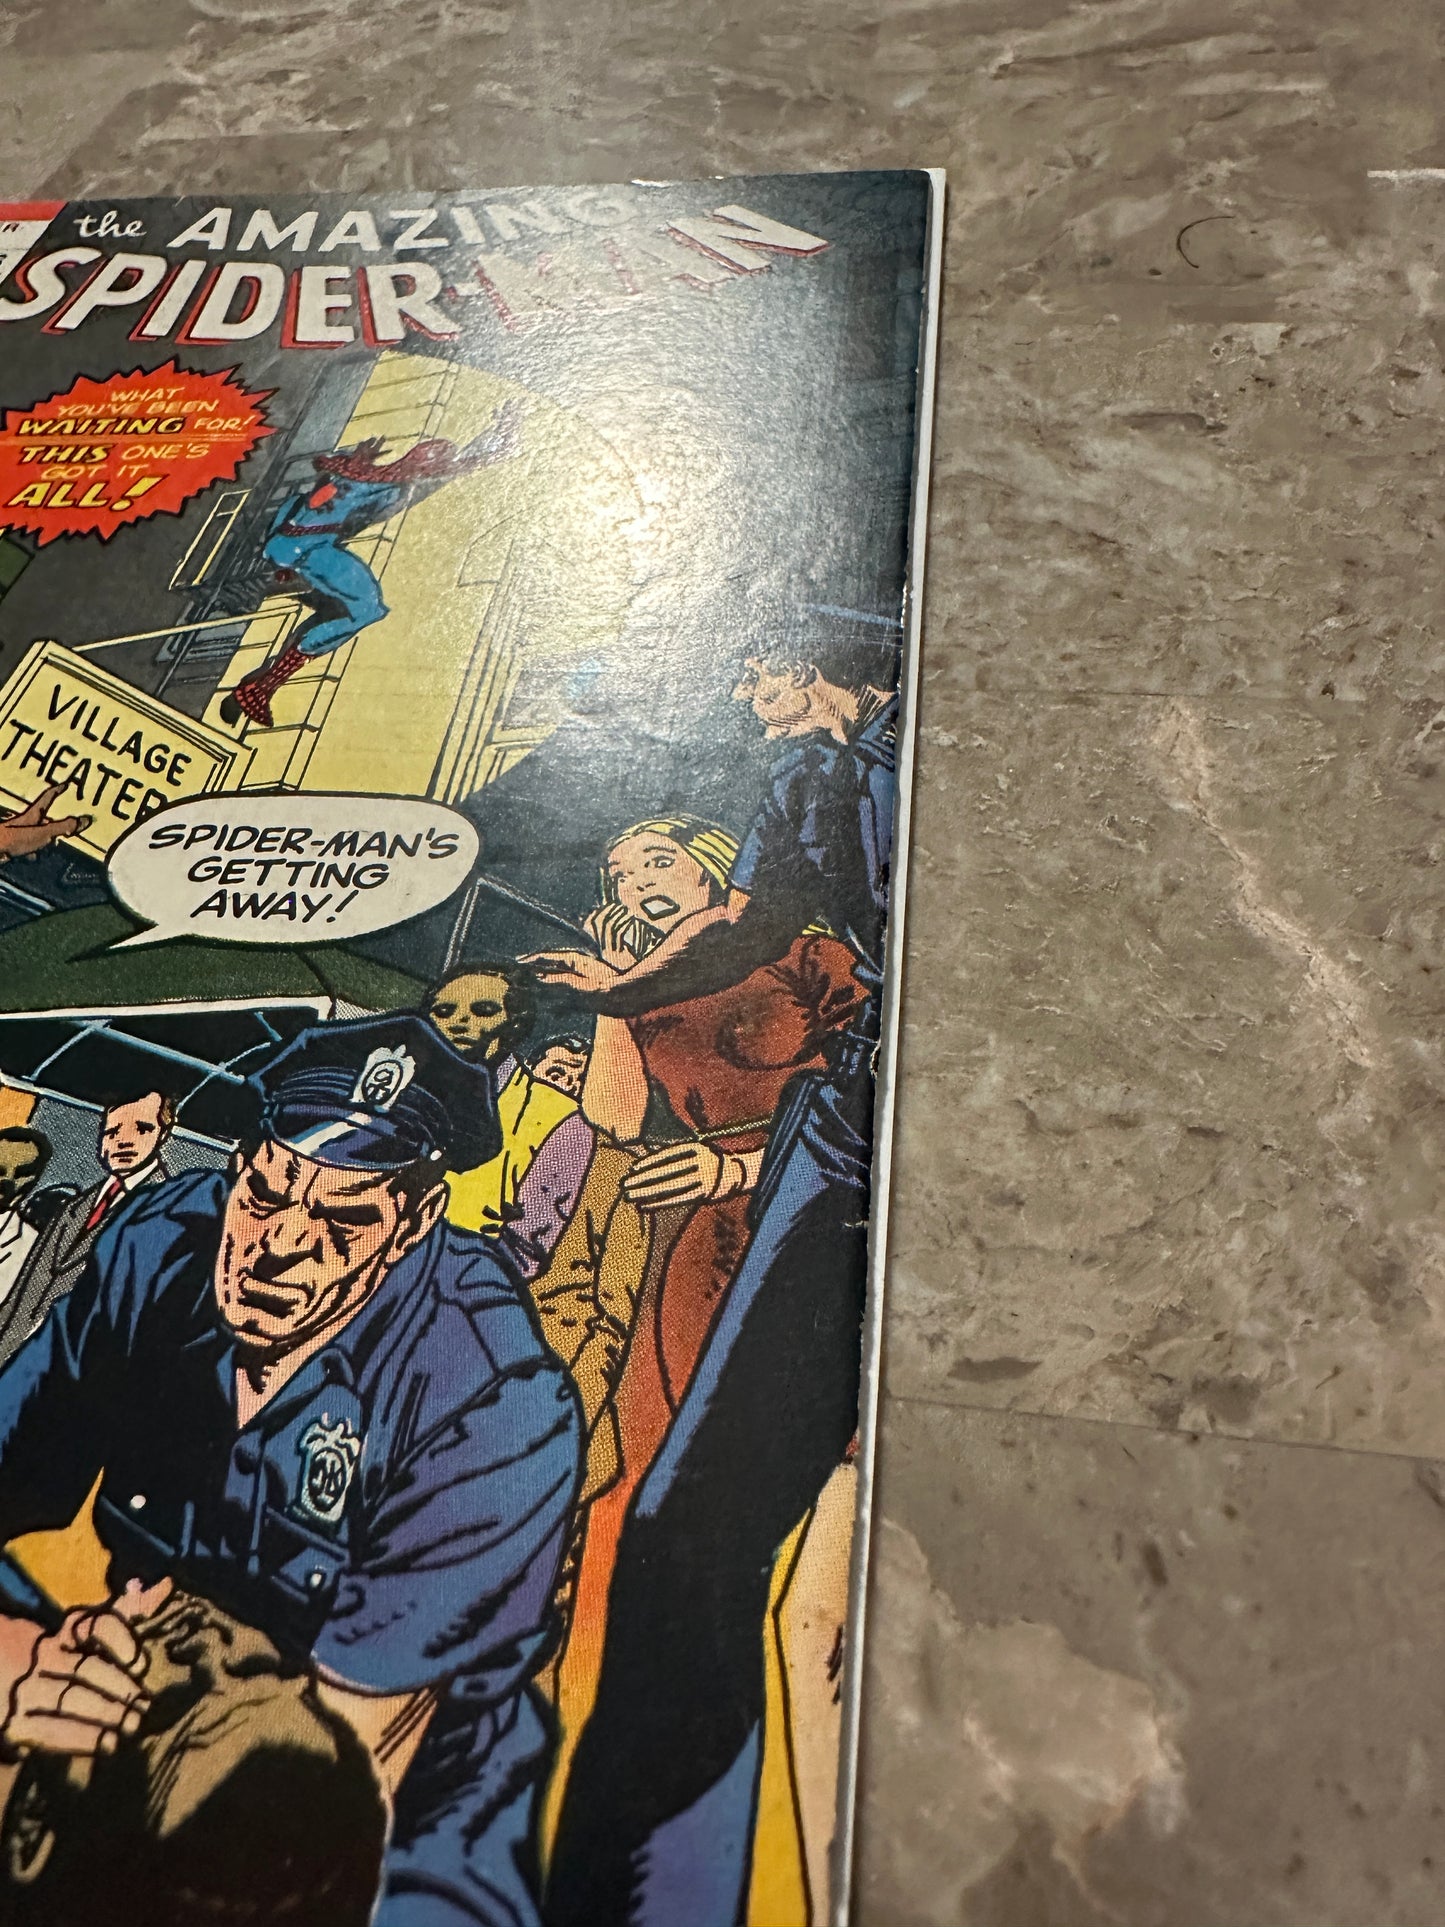 the AMAZING
SPIDER-MAN
WHAT
YOU'VE BEEN
WAITING FOR!
THIS ONE'S
GOT IT
ALL!
VILLAGE
THEATER
SPIDER-MAN'S
GETTING
AWAY!